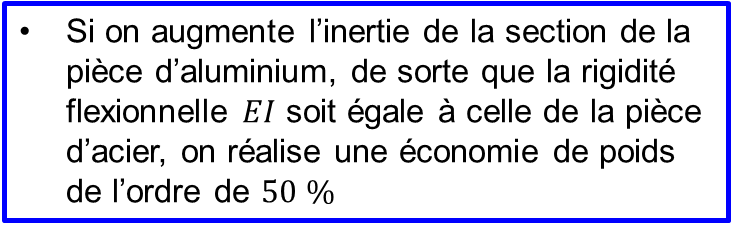 • Si on augmente l’inertie de la section de la
pièce d’aluminium, de sorte que la rigidité
flexionnelle EI soit égale à celle de la pièce
d’acier, on réalise une économie de poids
de l’ordre de 50 %